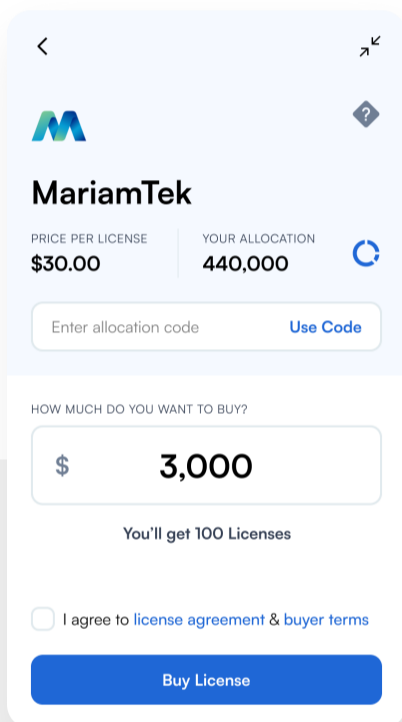 ?
MariamTek
PRICE PER LICENSE
$30.00
YOUR ALLOCATION
440,000
Enter allocation code
Use Code
HOW MUCH DO YOU WANT TO BUY?
$ 3,000
You'll get 100 Licenses
I agree to license agreement & buyer terms
Buy License